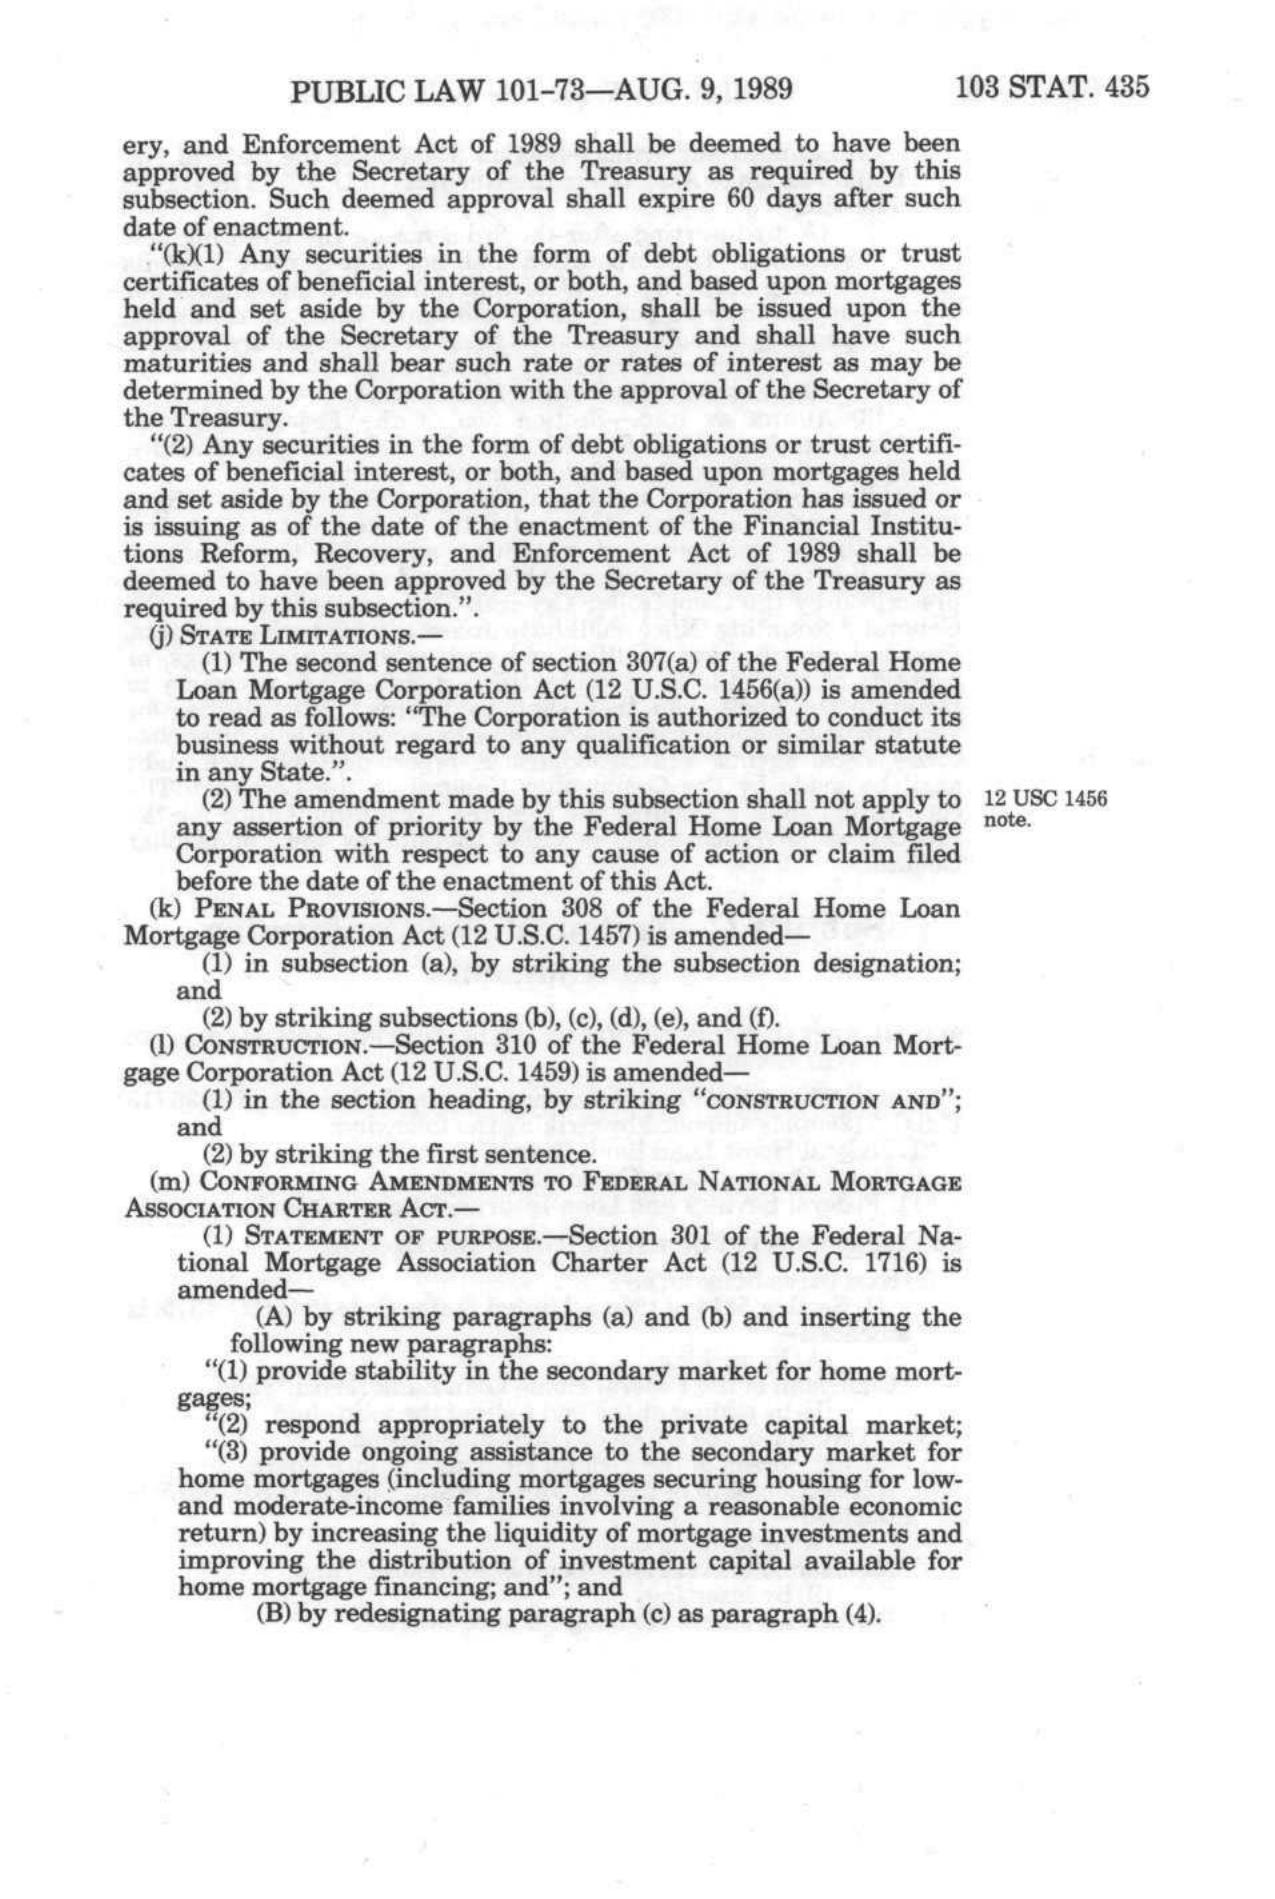 PUBLIC LAW 101-73—AUG. 9, 1989 103 STAT. 435
ery, and Enforcement Act of 1989 shall be deemed to have been
approved by the Secretary of the Treasury as required by this
subsection. Such deemed approval shall expire 60 days after such
date of enactment.
“(k)(1) Any securities in the form of debt obligations or trust
certificates of beneficial interest, or both, and based upon mortgages
held and set aside by the Corporation, shall be issued upon the
approval of the Secretary of the Treasury and shall have such
maturities and shall bear such rate or rates of interest as may be
determined by the Corporation with the approval of the Secretary of
the Treasury.
“(2) Any securities in the form of debt obligations or trust certifi-
cates of beneficial interest, or both, and based upon mortgages held
and set aside by the Corporation, that the Corporation has issued or
is issuing as of the date of the enactment of the Financial Institu-
tions Reform, Recovery, and Enforcement Act of 1989 shall be
deemed to have been approved by the Secretary of the Treasury as
required by this subsection.”.
(j) STATE LIMITATIONS.—
(1) The second sentence of section 307(a) of the Federal Home
Loan Mortgage Corporation Act (12 U.S.C. 1456(a)) is amended
to read as follows: “The Corporation is authorized to conduct its
business without regard to any qualification or similar statute
in any State.”.
(2) The amendment made by this subsection shall not apply to
any assertion of priority by the Federal Home Loan Mortgage
Corporation with respect to any cause of action or claim filed
before the date of the enactment of this Act.
12 USC 1456
note.
(k) PENAL PROVISIONS.—Section 308 of the Federal Home Loan
Mortgage Corporation Act (12 U.S.C. 1457) is amended—
(1) in subsection (a), by striking the subsection designation;
and
(2) by striking subsections (b), (c), (d), (e), and (f).
(l) CONSTRUCTION.—Section 310 of the Federal Home Loan Mort-
gage Corporation Act (12 U.S.C. 1459) is amended—
(1) in the section heading, by striking “CONSTRUCTION AND”;
and
(2) by striking the first sentence.
(m) CONFORMING AMENDMENTS TO FEDERAL NATIONAL MORTGAGE
ASSOCIATION CHARTER ACT.—
(1) STATEMENT OF PURPOSE.—Section 301 of the Federal Na-
tional Mortgage Association Charter Act (12 U.S.C. 1716) is
amended—
(A) by striking paragraphs (a) and (b) and inserting the
following new paragraphs:
“(1) provide stability in the secondary market for home mort-
gages;
“(2) respond appropriately to the private capital market;
“(3) provide ongoing assistance to the secondary market for
home mortgages (including mortgages securing housing for low-
and moderate-income families involving a reasonable economic
return) by increasing the liquidity of mortgage investments and
improving the distribution of investment capital available for
home mortgage financing; and”; and
(B) by redesignating paragraph (c) as paragraph (4).